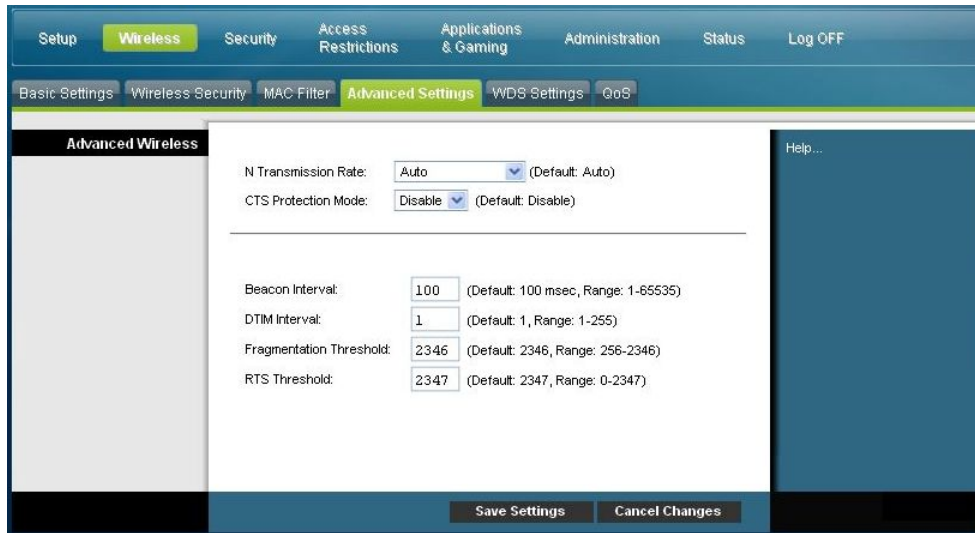 Setup Wireless Security Access Restrictions Applications & Gaming Administration Status Log OFF
Basic Settings Wireless Security MAC Filter Advanced Settings WDS Settings QoS
Advanced Wireless
Help...
N Transmission Rate: Auto (Default: Auto)
CTS Protection Mode: Disable (Default: Disable)
Beacon Interval: 100 (Default: 100 msec, Range: 1-65535)
DTIM Interval: 1 (Default: 1, Range: 1-255)
Fragmentation Threshold: 2346 (Default: 2346, Range: 256-2346)
RTS Threshold: 2347 (Default: 2347, Range: 0-2347)
Save Settings Cancel Changes